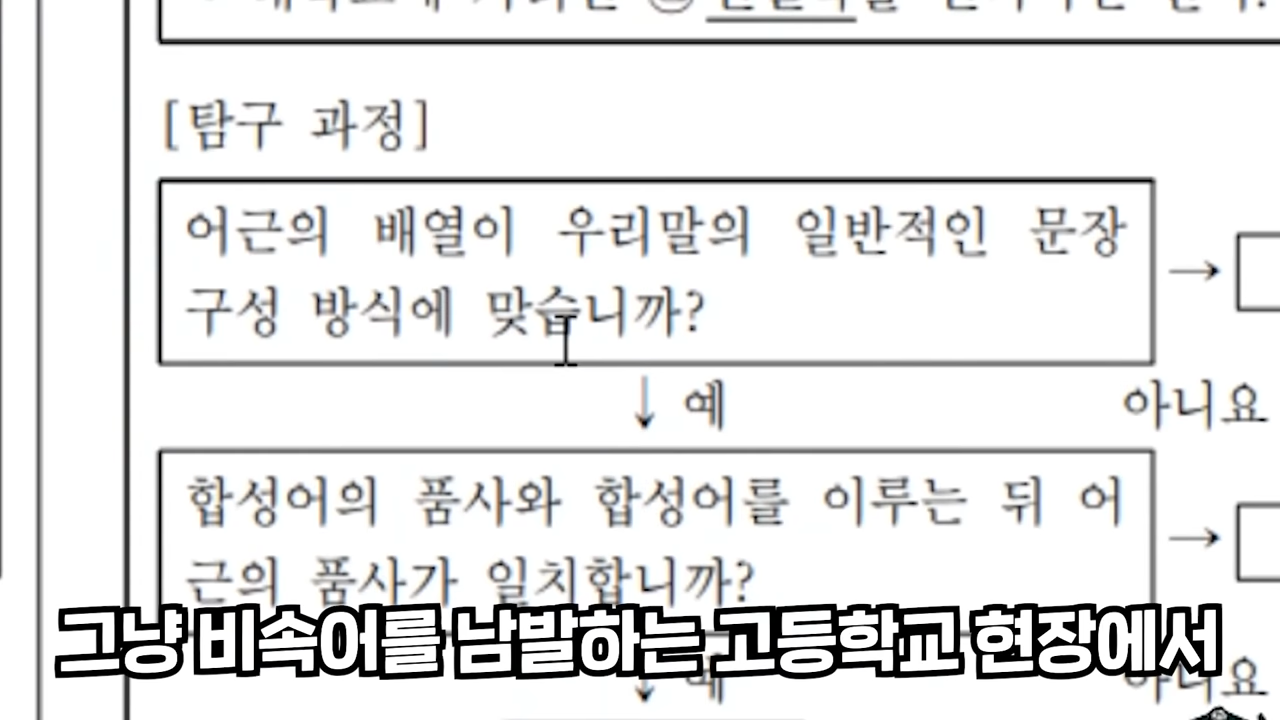 [탐구 과정]
어근의 배열이 우리말의 일반적인 문장
구성 방식에 맞습니까?
→
↓ 예 아니요
합성어의 품사와 합성어를 이루는 뒤 어
근의 품사가 일치합니까?
→
그냥 비속어를 남발하는 고등학교 현장에서
↓ 예 아니요